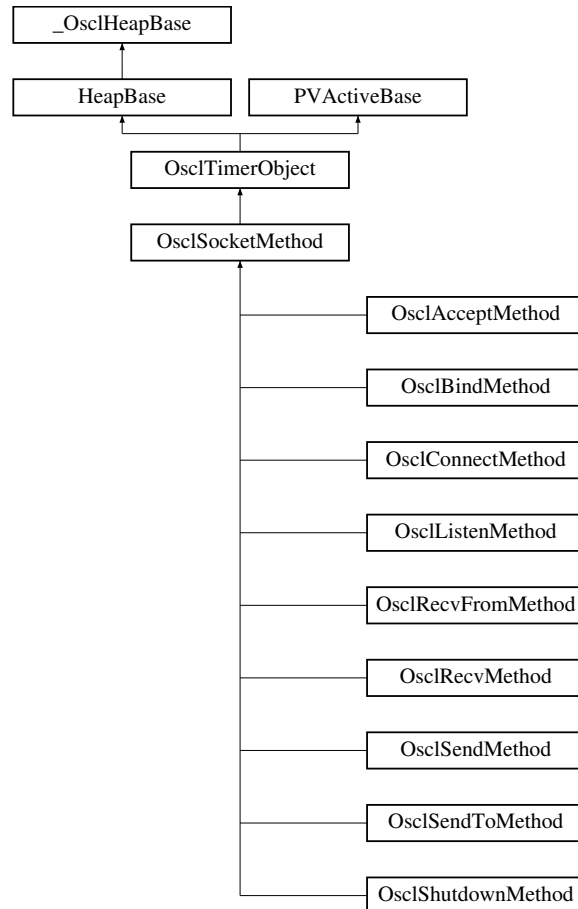 _OsclHeapBase
HeapBase
PVActiveBase
OsclTimerObject
OsclSocketMethod
OsclAcceptMethod
OsclBindMethod
OsclConnectMethod
OsclListenMethod
OsclRecvFromMethod
OsclRecvMethod
OsclSendMethod
OsclSendToMethod
OsclShutdownMethod